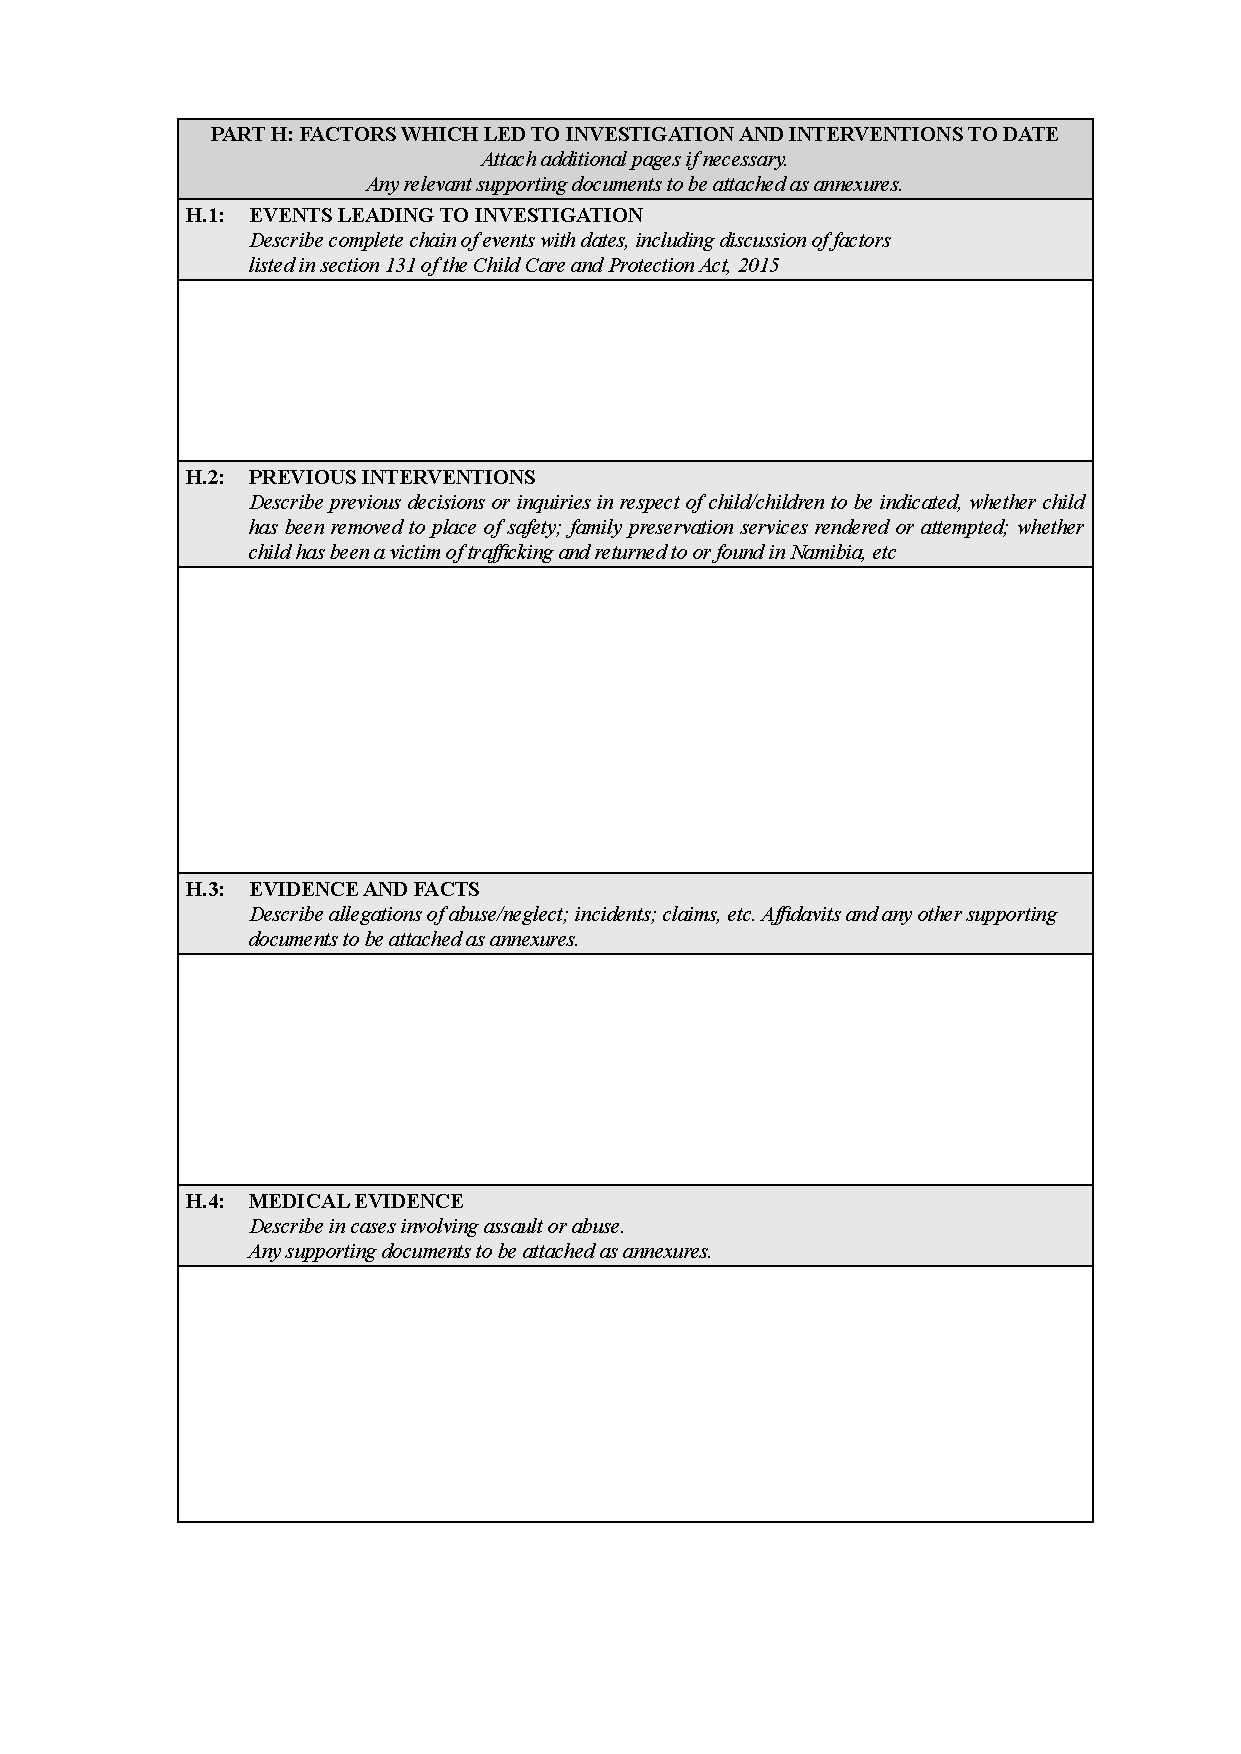 PART H: FACTORS WHICH LED TO INVESTIGATION AND INTERVENTIONS TO DATE
Attach additional pages if necessary.
Any relevant supporting documents to be attached as annexures.
H.1: EVENTS LEADING TO INVESTIGATION
Describe complete chain of events with dates, including discussion of factors
listed in section 131 of the Child Care and Protection Act, 2015
H.2: PREVIOUS INTERVENTIONS
Describe previous decisions or inquiries in respect of child/children to be indicated, whether child
has been removed to place of safety; family preservation services rendered or attempted; whether
child has been a victim of trafficking and returned to or found in Namibia, etc
H.3: EVIDENCE AND FACTS
Describe allegations of abuse/neglect; incidents; claims, etc. Affidavits and any other supporting
documents to be attached as annexures.
H.4: MEDICAL EVIDENCE
Describe in cases involving assault or abuse.
Any supporting documents to be attached as annexures.